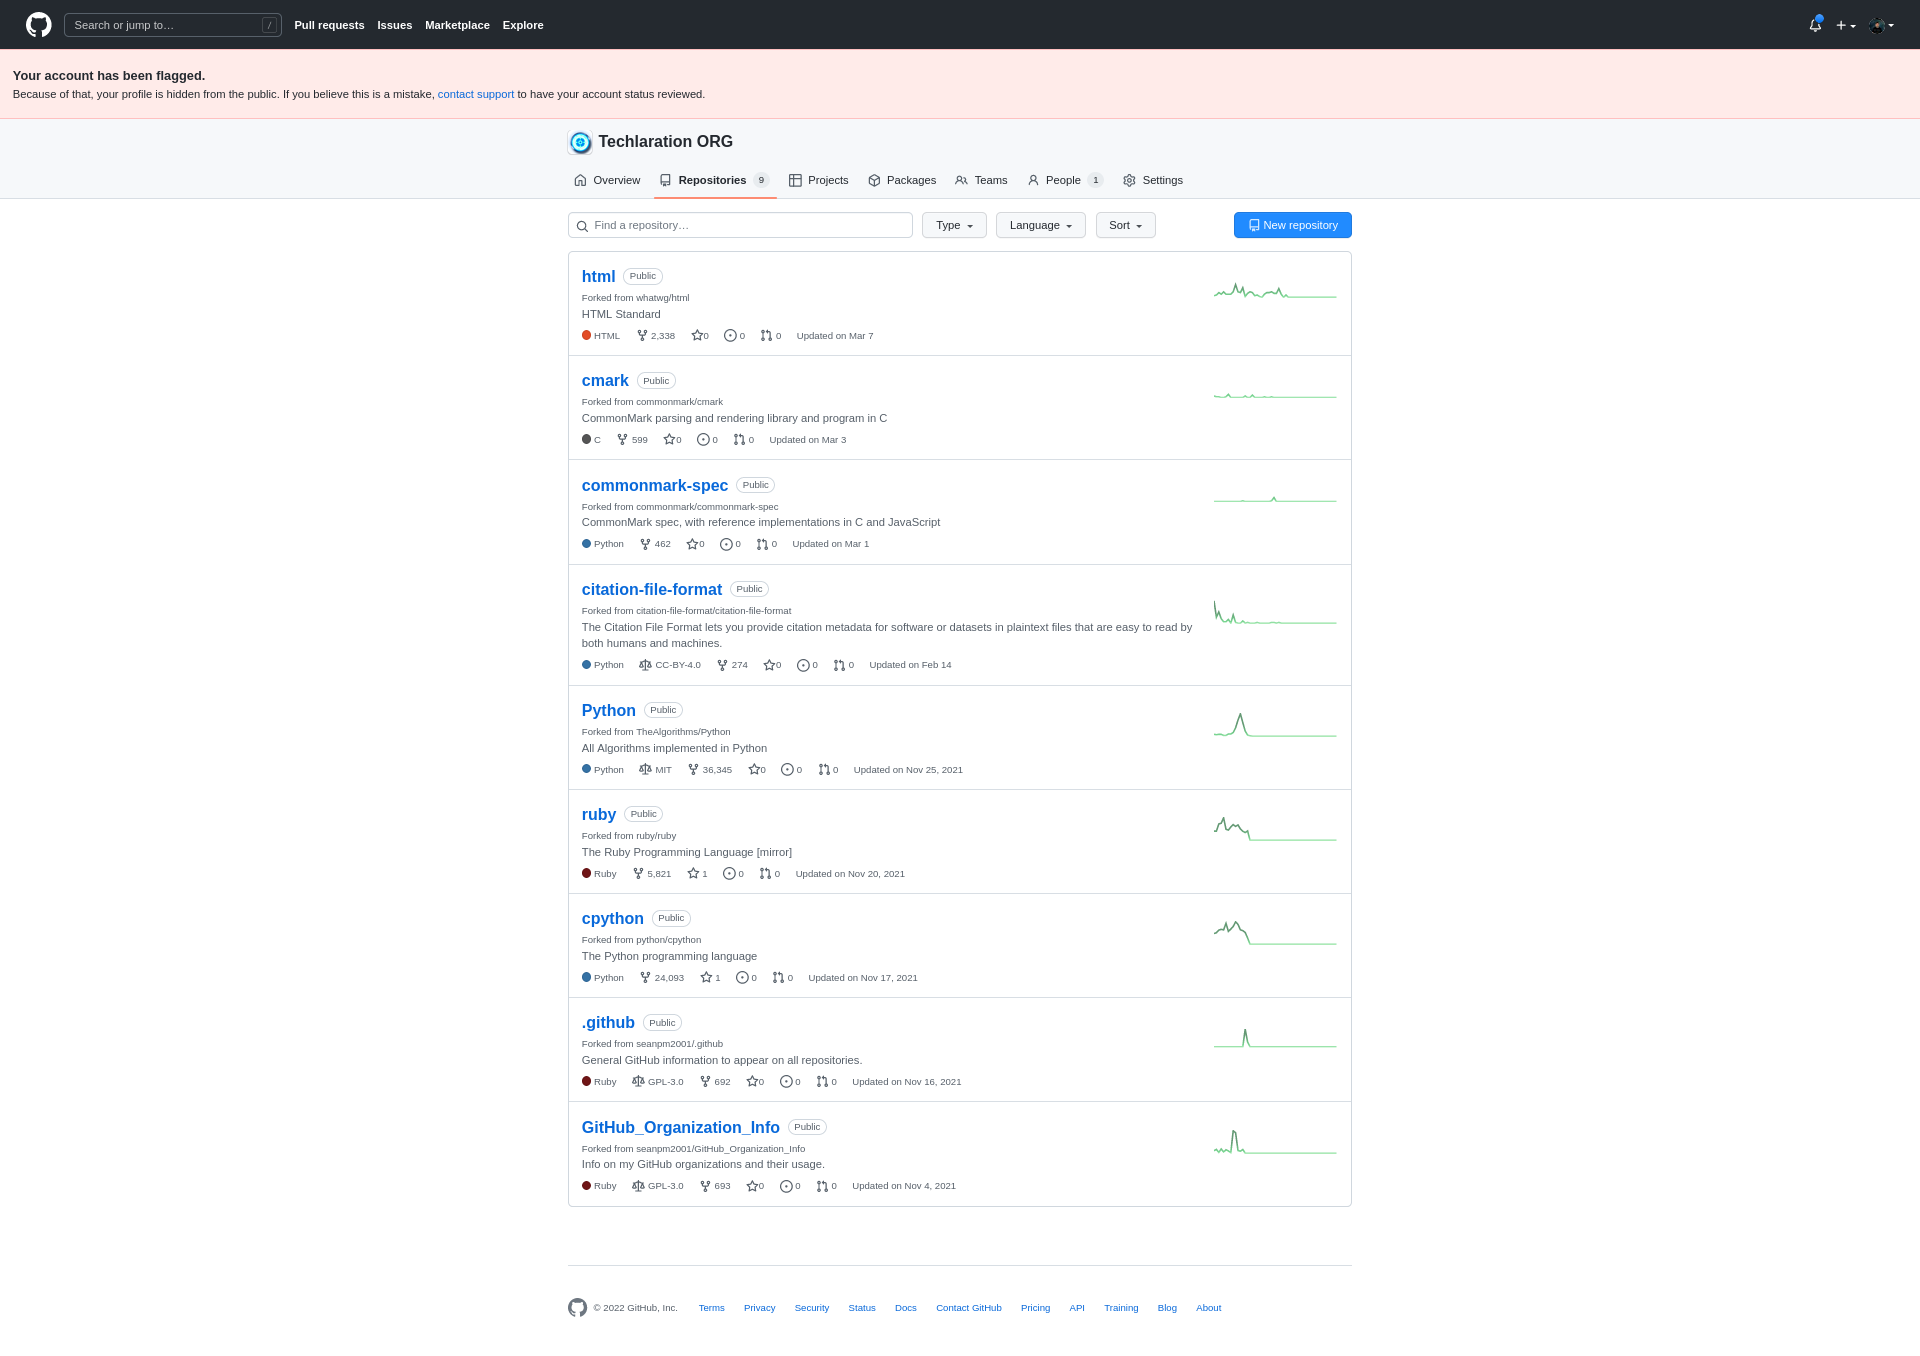 Search or jump to… /
Pull requests Issues Marketplace Explore
Your account has been flagged.
Because of that, your profile is hidden from the public. If you believe this is a mistake, contact support to have your account status reviewed.
Techlaration ORG
Overview Repositories 9 Projects Packages Teams People 1 Settings
Find a repository… Type Language Sort New repository
html Public
Forked from whatwg/html
HTML Standard
HTML 2,338 0 0 0 Updated on Mar 7
cmark Public
Forked from commonmark/cmark
CommonMark parsing and rendering library and program in C
C 599 0 0 0 Updated on Mar 3
commonmark-spec Public
Forked from commonmark/commonmark-spec
CommonMark spec, with reference implementations in C and JavaScript
Python 462 0 0 0 Updated on Mar 1
citation-file-format Public
Forked from citation-file-format/citation-file-format
The Citation File Format lets you provide citation metadata for software or datasets in plaintext files that are easy to read by
both humans and machines.
Python CC-BY-4.0 274 0 0 0 Updated on Feb 14
Python Public
Forked from TheAlgorithms/Python
All Algorithms implemented in Python
Python MIT 36,345 0 0 0 Updated on Nov 25, 2021
ruby Public
Forked from ruby/ruby
The Ruby Programming Language [mirror]
Ruby 5,821 1 0 0 Updated on Nov 20, 2021
cpython Public
Forked from python/cpython
The Python programming language
Python 24,093 1 0 0 Updated on Nov 17, 2021
.github Public
Forked from seanpm2001/.github
General GitHub information to appear on all repositories.
Ruby GPL-3.0 692 0 0 0 Updated on Nov 16, 2021
GitHub_Organization_Info Public
Forked from seanpm2001/GitHub_Organization_Info
Info on my GitHub organizations and their usage.
Ruby GPL-3.0 693 0 0 0 Updated on Nov 4, 2021
© 2022 GitHub, Inc. Terms Privacy Security Status Docs Contact GitHub Pricing API Training Blog About